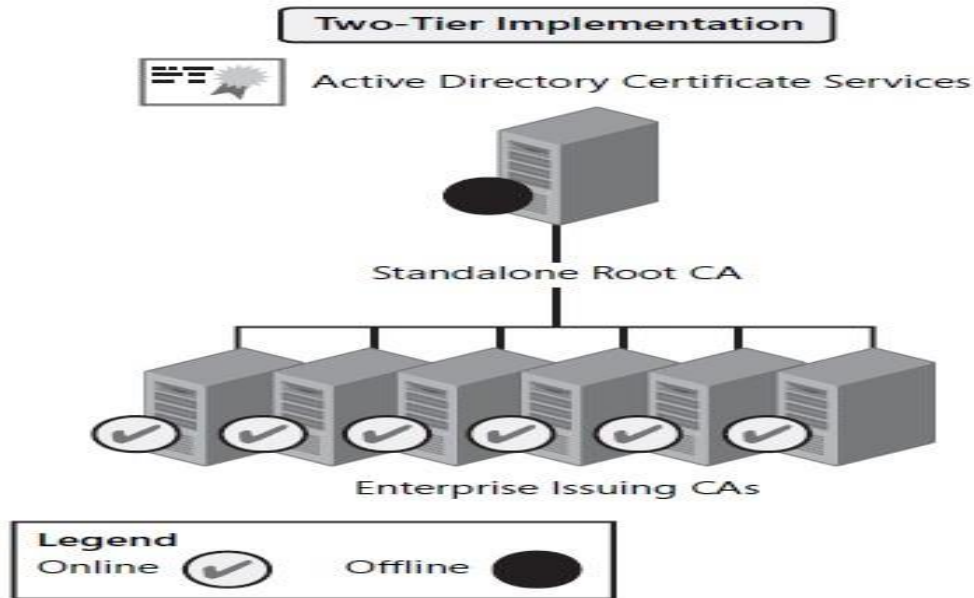 Two-Tier Implementation
Active Directory Certificate Services
Standalone Root CA
Enterprise Issuing CAs
Legend
Online
Offline